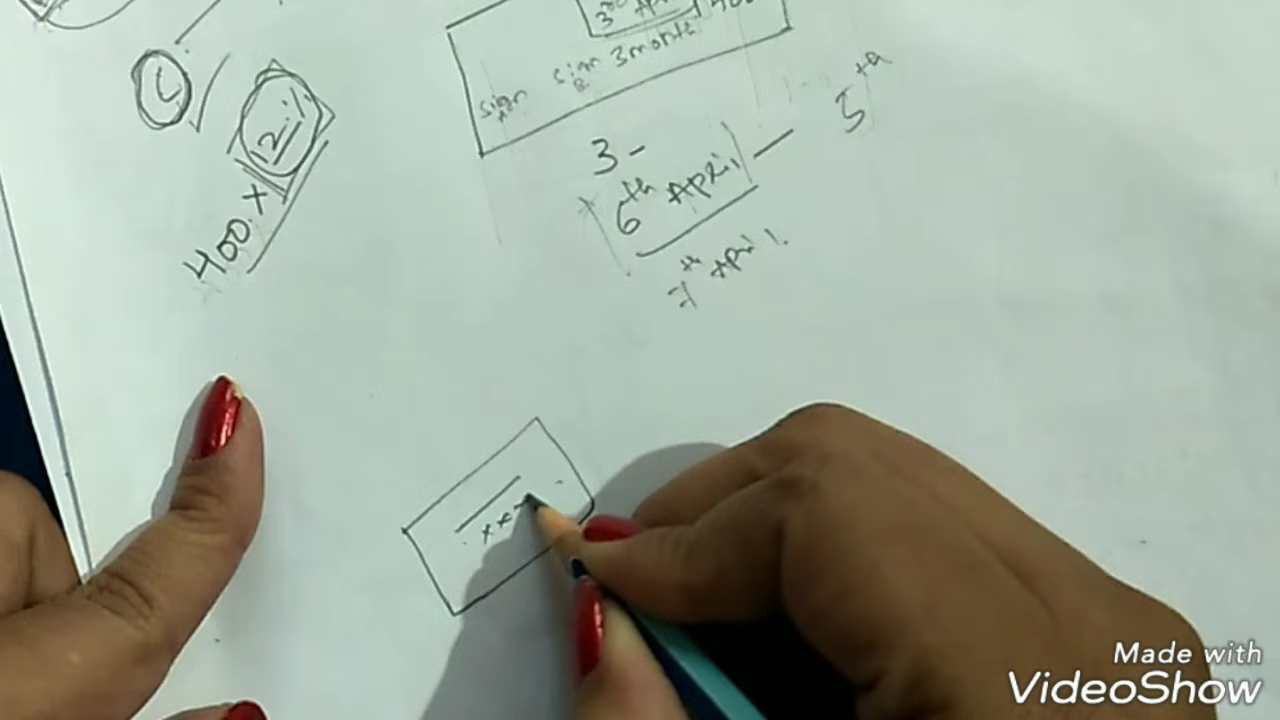 3rd April 400
sign sign 3 months
C
12%
400 x
3 -
6th April - 5th
7th April.
x x x
Made with
VideoShow